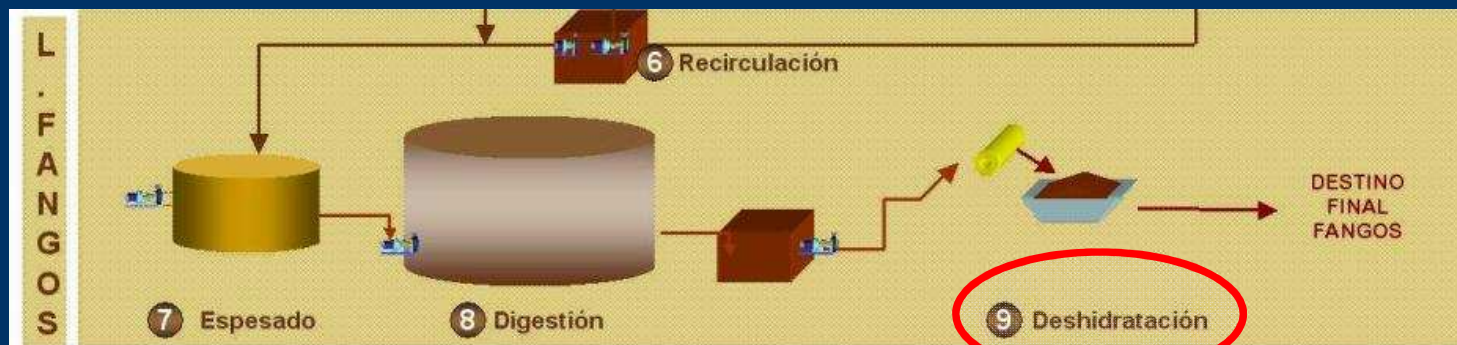 L
.
F
A
N
G
O
S
6 Recirculación
DESTINO
FINAL
FANGOS
7 Espesado
8 Digestión
9 Deshidratación